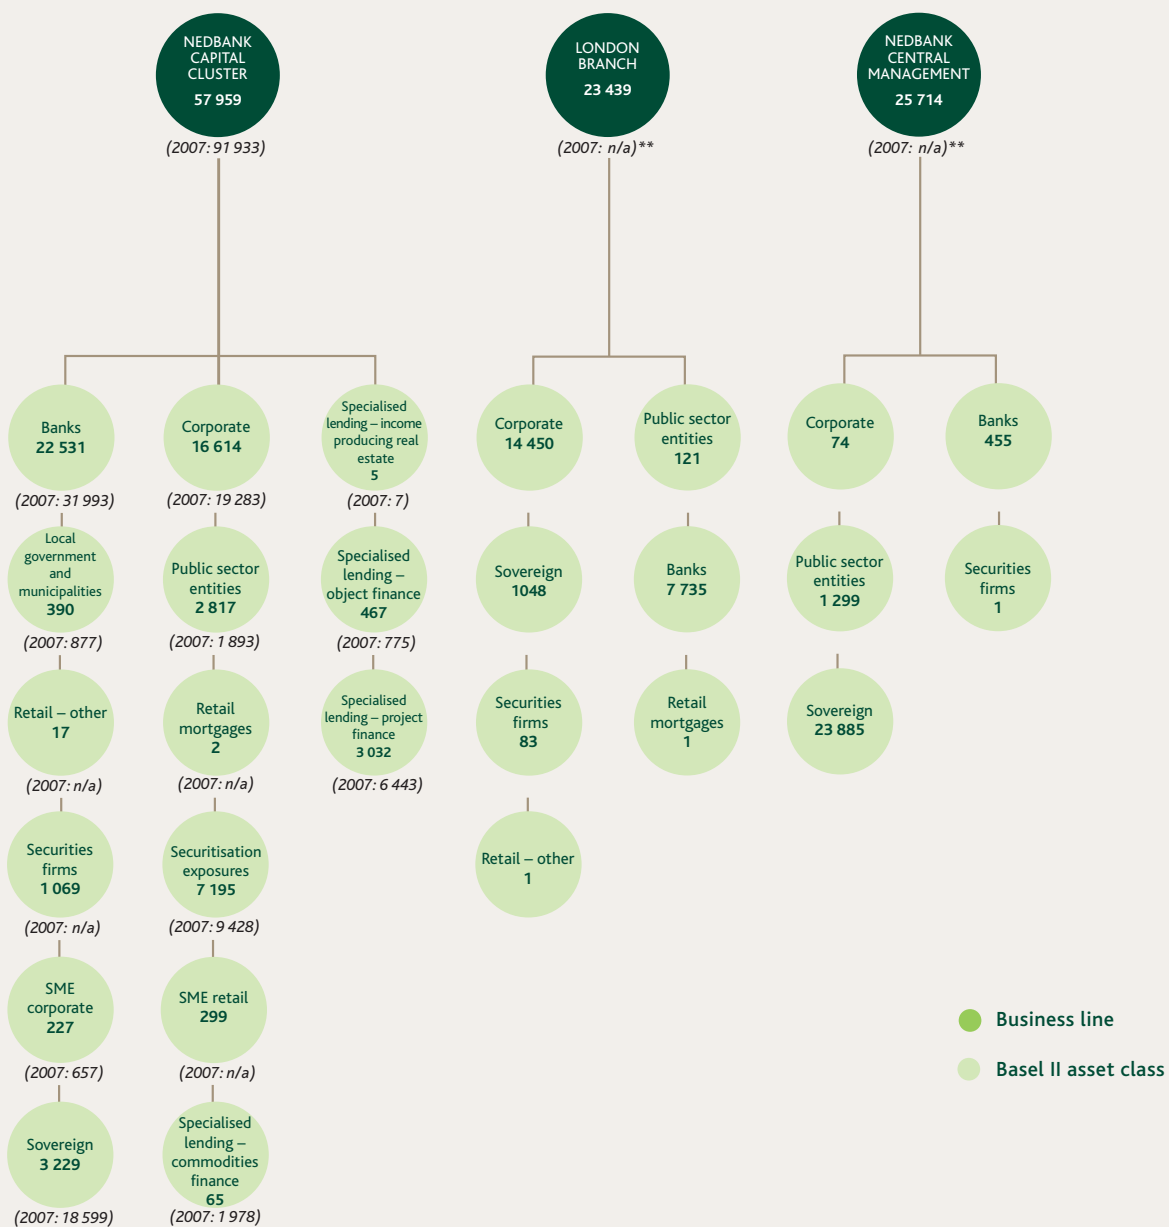 NEDBANK
CAPITAL
CLUSTER
57 959
(2007: 91 933)
LONDON
BRANCH
23 439
(2007: n/a)**
NEDBANK
CENTRAL
MANAGEMENT
25 714
(2007: n/a)**
Banks
22 531
(2007: 31 993)
Local
government
and
municipalities
390
(2007: 877)
Retail – other
17
(2007: n/a)
Securities
firms
1 069
(2007: n/a)
SME
corporate
227
(2007: 657)
Sovereign
3 229
(2007: 18 599)
Corporate
16 614
(2007: 19 283)
Public sector
entities
2 817
(2007: 1 893)
Retail
mortgages
2
(2007: n/a)
Securitisation
exposures
7 195
(2007: 9 428)
SME retail
299
(2007: n/a)
Specialised
lending –
commodities
finance
65
(2007: 1 978)
Specialised
lending – income
producing real
estate
5
(2007: 7)
Specialised
lending –
object finance
467
(2007: 775)
Specialised
lending – project
finance
3 032
(2007: 6 443)
Corporate
14 450
Sovereign
1048
Securities
firms
83
Retail – other
1
Public sector
entities
121
Banks
7 735
Retail
mortgages
1
Corporate
74
Public sector
entities
1 299
Sovereign
23 885
Banks
455
Securities
firms
1
Business line
Basel II asset class